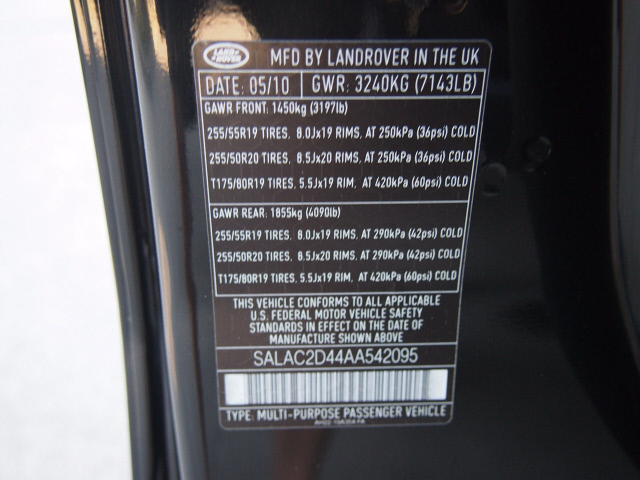 LAND ROVER
MFD BY LANDROVER IN THE UK
DATE: 05/10 GWR: 3240KG (7143LB)
GAWR FRONT: 1450kg (3197lb)
255/55R19 TIRES, 8.0Jx19 RIMS, AT 250kPa (36psi) COLD
255/50R20 TIRES, 8.5Jx20 RIMS, AT 250kPa (36psi) COLD
T175/80R19 TIRES, 5.5Jx19 RIM, AT 420kPa (60psi) COLD
GAWR REAR: 1855kg (4090lb)
255/55R19 TIRES, 8.0Jx19 RIMS, AT 290kPa (42psi) COLD
255/50R20 TIRES, 8.5Jx20 RIMS, AT 290kPa (42psi) COLD
T175/80R19 TIRES, 5.5Jx19 RIM, AT 420kPa (60psi) COLD
THIS VEHICLE CONFORMS TO ALL APPLICABLE
U.S. FEDERAL MOTOR VEHICLE SAFETY
STANDARDS IN EFFECT ON THE DATE OF
MANUFACTURE SHOWN ABOVE.
SALAC2D44AA542095
TYPE: MULTI-PURPOSE PASSENGER VEHICLE